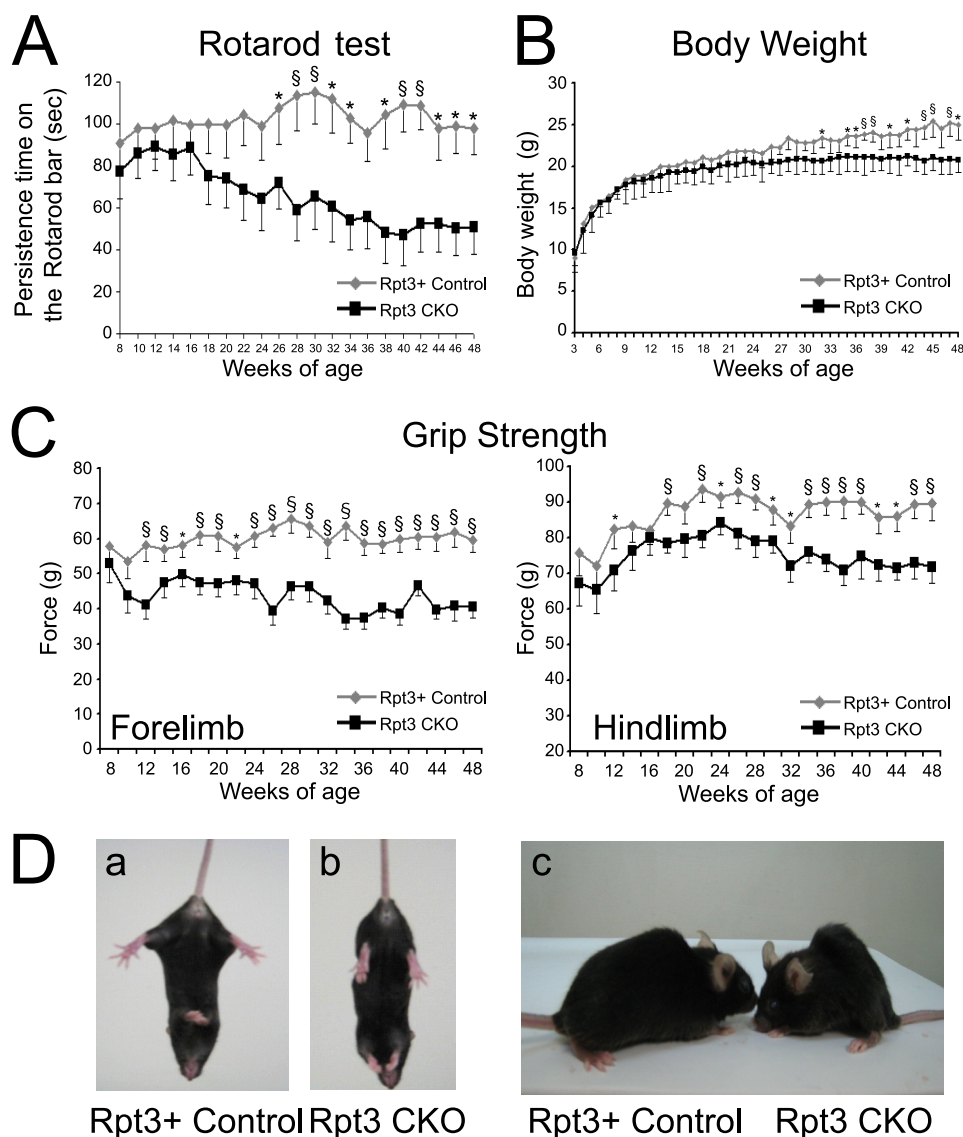 A
Rotarod test
Persistence time on
the Rotarod bar (sec)
120
100
80
60
40
20
0
* § § * * * § § * * *
Rpt3+ Control
Rpt3 CKO
8 10 12 14 16 18 20 22 24 26 28 30 32 34 36 38 40 42 44 46 48
Weeks of age
B
Body Weight
Body weight (g)
30
25
20
15
10
5
0
* * * § § * * § § § *
Rpt3+ Control
Rpt3 CKO
3 6 9 12 15 18 21 24 27 30 33 36 39 42 45 48
Weeks of age
C
Grip Strength
Force (g)
80
70
60
50
40
30
20
10
0
§ § * § § * § § § § § § § § § § § §
Rpt3+ Control
Rpt3 CKO
Forelimb
8 12 16 20 24 28 32 36 40 44 48
Weeks of age
Force (g)
100
90
80
70
60
50
40
30
20
* § § * § § * * § § § § * * § §
Rpt3+ Control
Rpt3 CKO
Hindlimb
8 12 16 20 24 28 32 36 40 44 48
Weeks of age
D
a
b
c
Rpt3+ Control Rpt3 CKO
Rpt3+ Control Rpt3 CKO